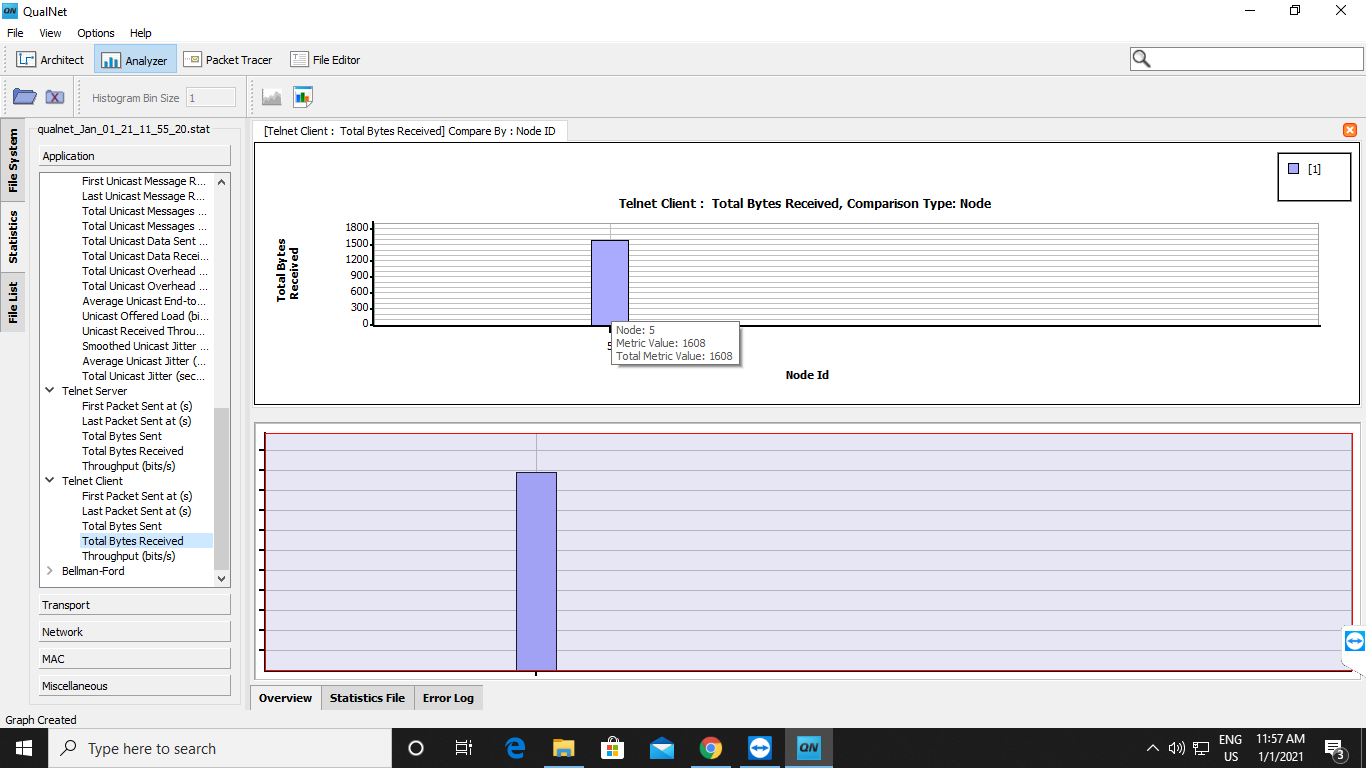 QN QualNet
File View Options Help
Architect Analyzer Packet Tracer File Editor
Histogram Bin Size 1
File System
Statistics
File List
qualnet_Jan_01_21_11_55_20.stat
Application
First Unicast Message R...
Last Unicast Message R...
Total Unicast Messages ...
Total Unicast Messages ...
Total Unicast Data Sent ...
Total Unicast Data Recei...
Total Unicast Overhead ...
Total Unicast Overhead ...
Average Unicast End-to...
Unicast Offered Load (bi...
Unicast Received Throu...
Smoothed Unicast Jitter ...
Average Unicast Jitter (...
Total Unicast Jitter (sec...
Telnet Server
First Packet Sent at (s)
Last Packet Sent at (s)
Total Bytes Sent
Total Bytes Received
Throughput (bits/s)
Telnet Client
First Packet Sent at (s)
Last Packet Sent at (s)
Total Bytes Sent
Total Bytes Received
Throughput (bits/s)
Bellman-Ford
Transport
Network
MAC
Miscellaneous
[Telnet Client : Total Bytes Received] Compare By : Node ID
[1]
Telnet Client : Total Bytes Received, Comparison Type: Node
Total Bytes
Received
1800
1500
1200
900
600
300
0
5
Node: 5
Metric Value: 1608
Total Metric Value: 1608
Node Id
Overview Statistics File Error Log
Graph Created
Type here to search
QN
ENG
US
11:57 AM
1/1/2021
3